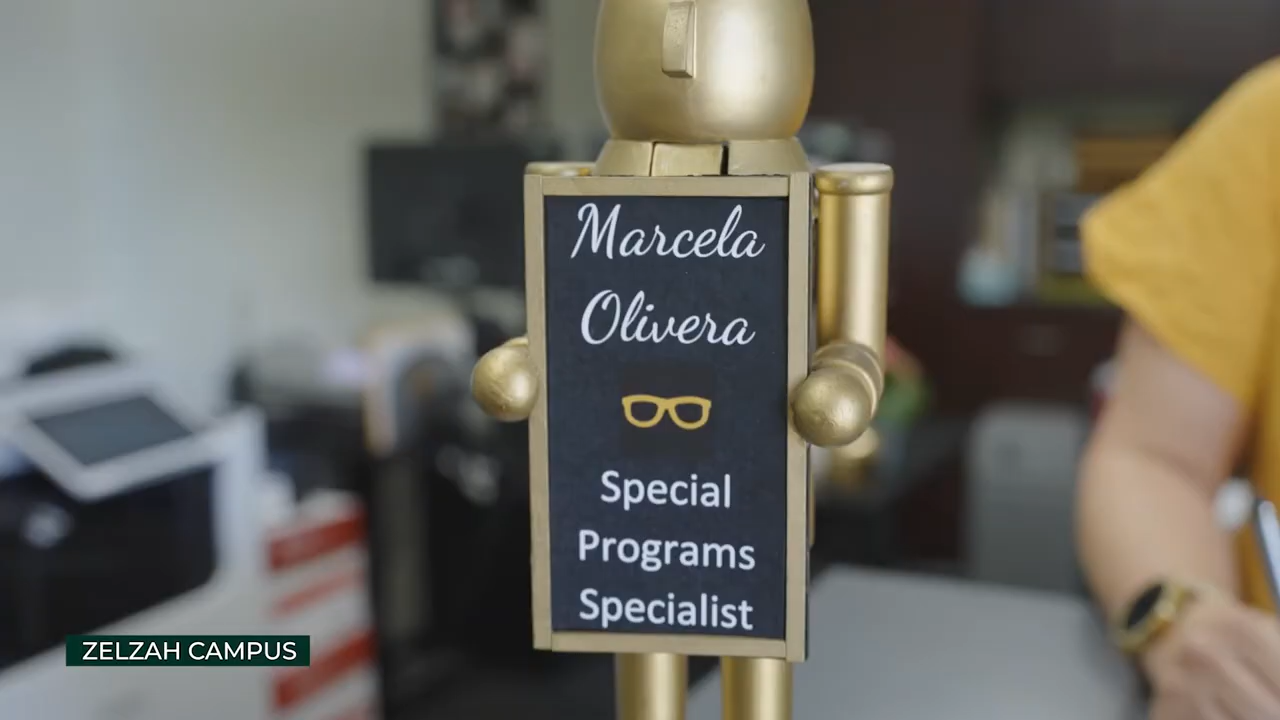 Marcela
Olivera
Special
Programs
Specialist
ZELZAH CAMPUS